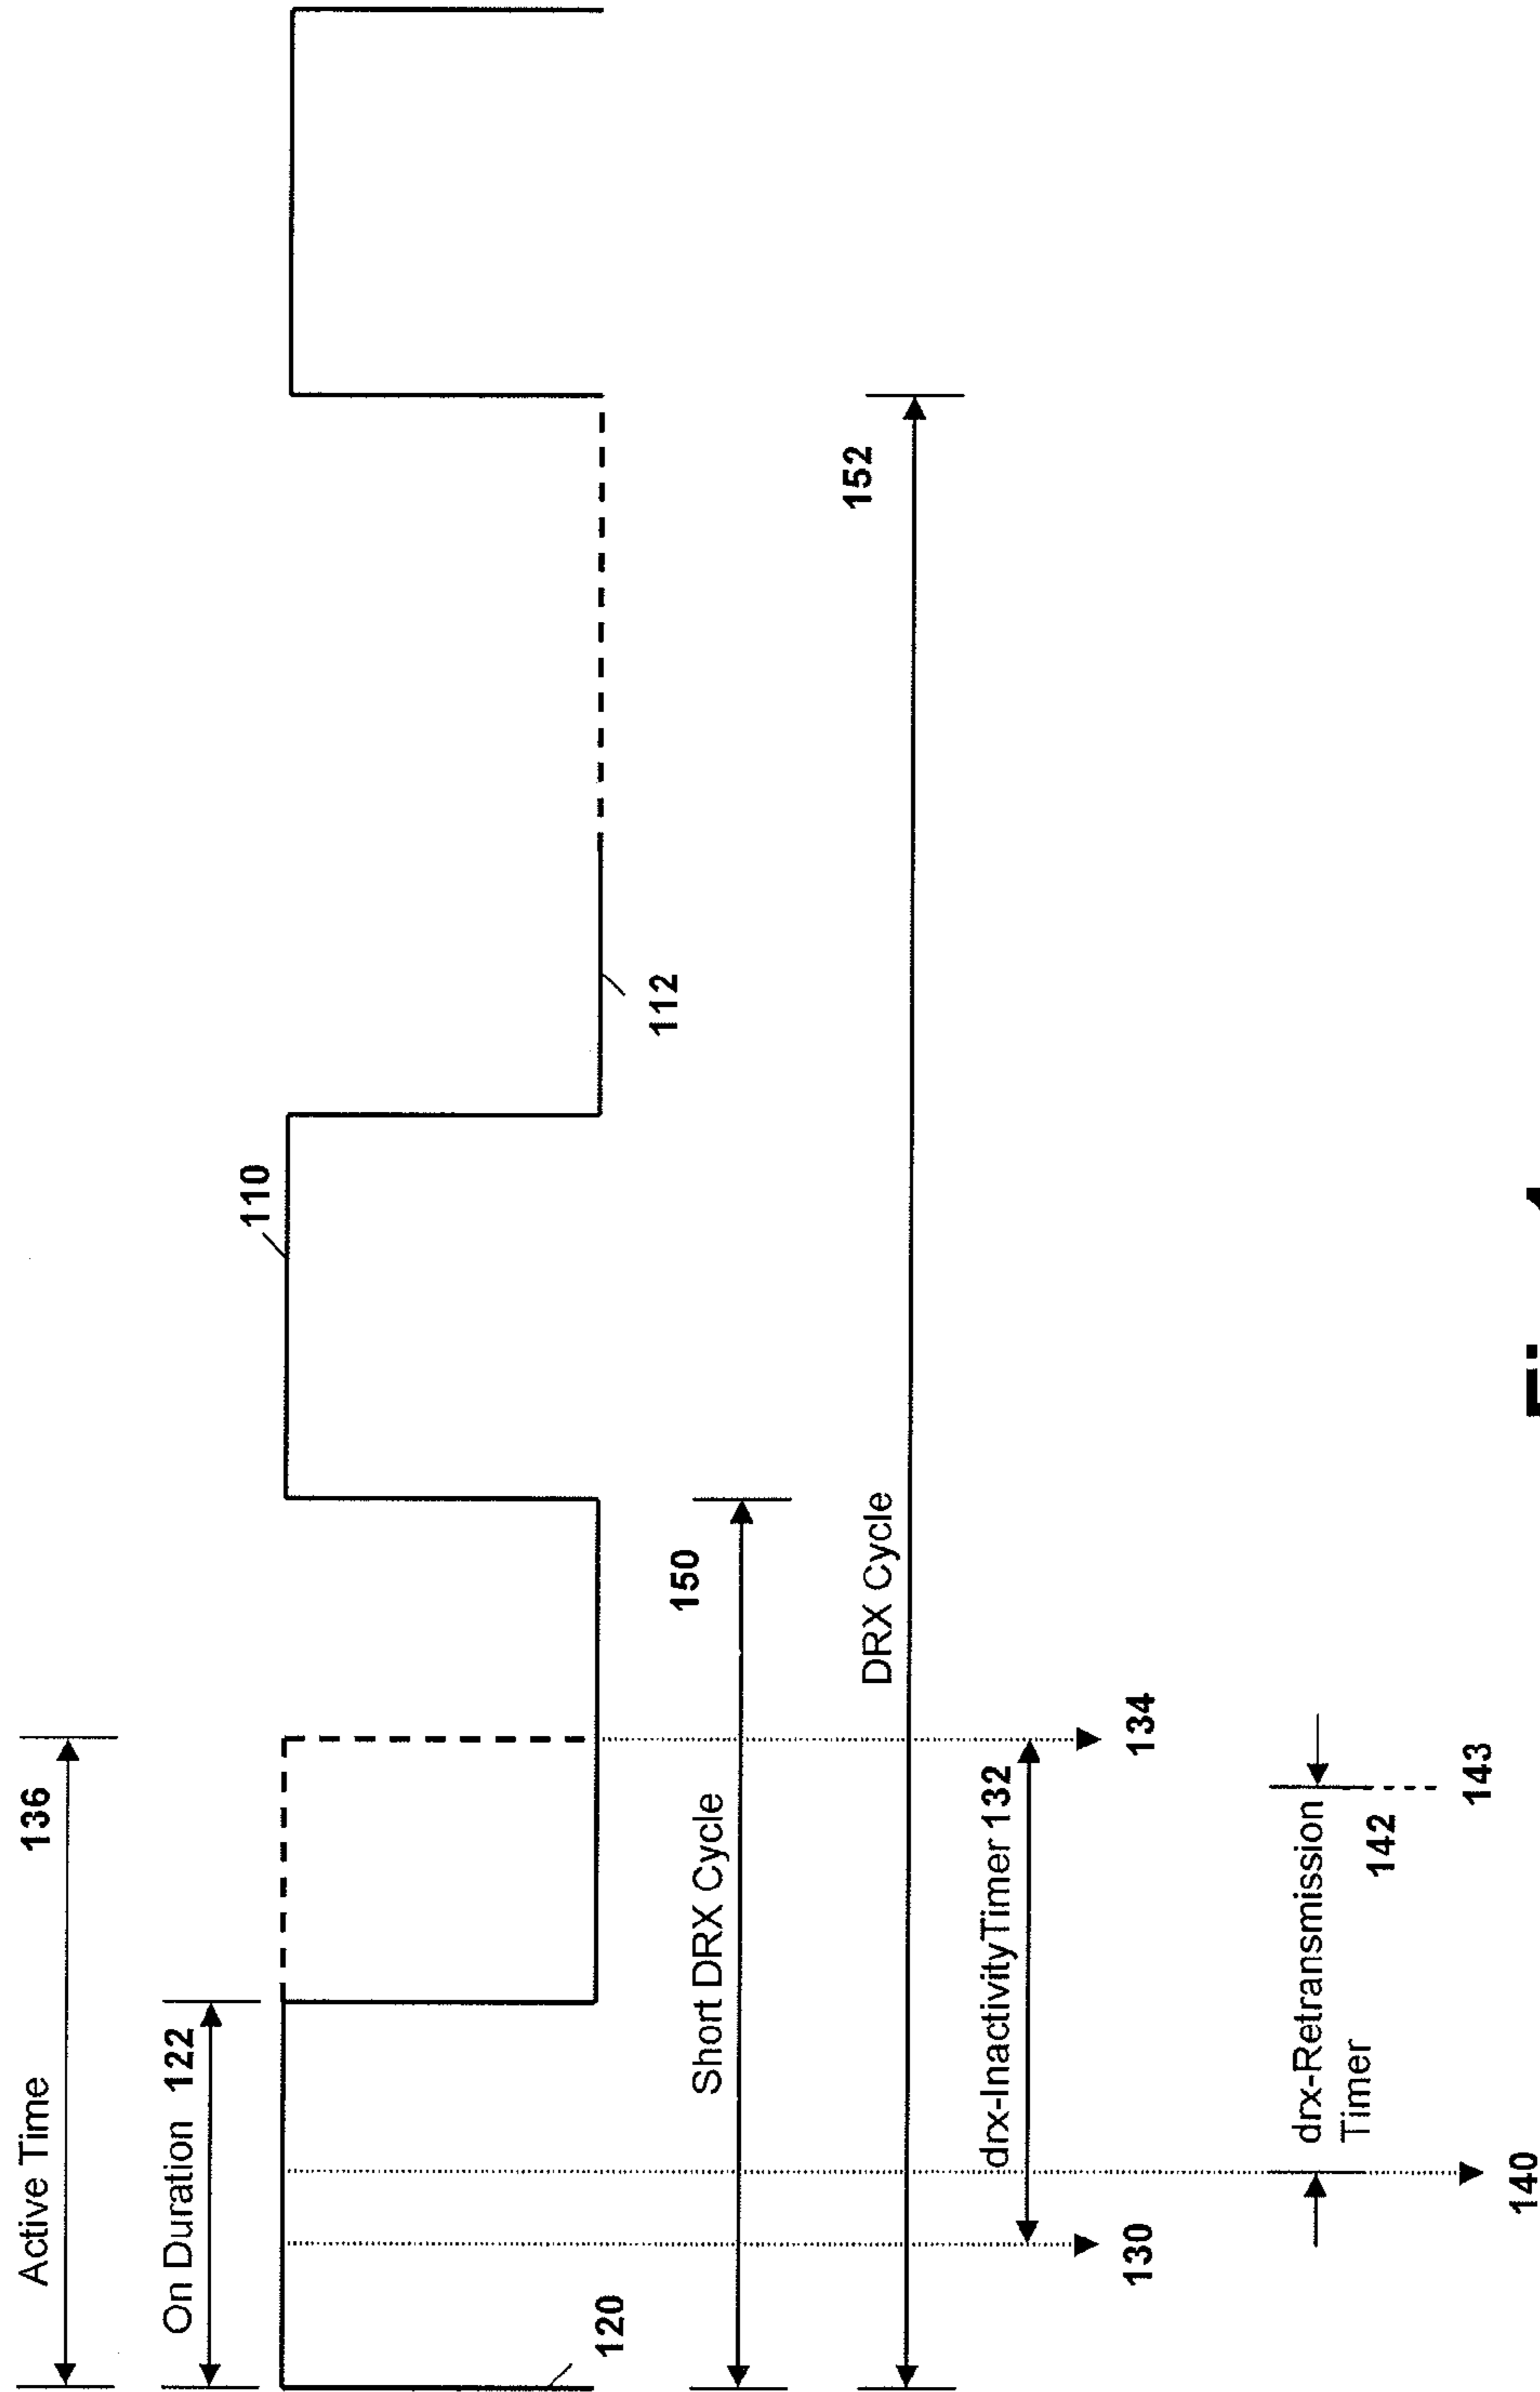 Active Time 136
On Duration 122
110
120
112
Short DRX Cycle 150
DRX Cycle 152
drx-InactivityTimer 132
130
134
drx-Retransmission
Timer
142
140
143